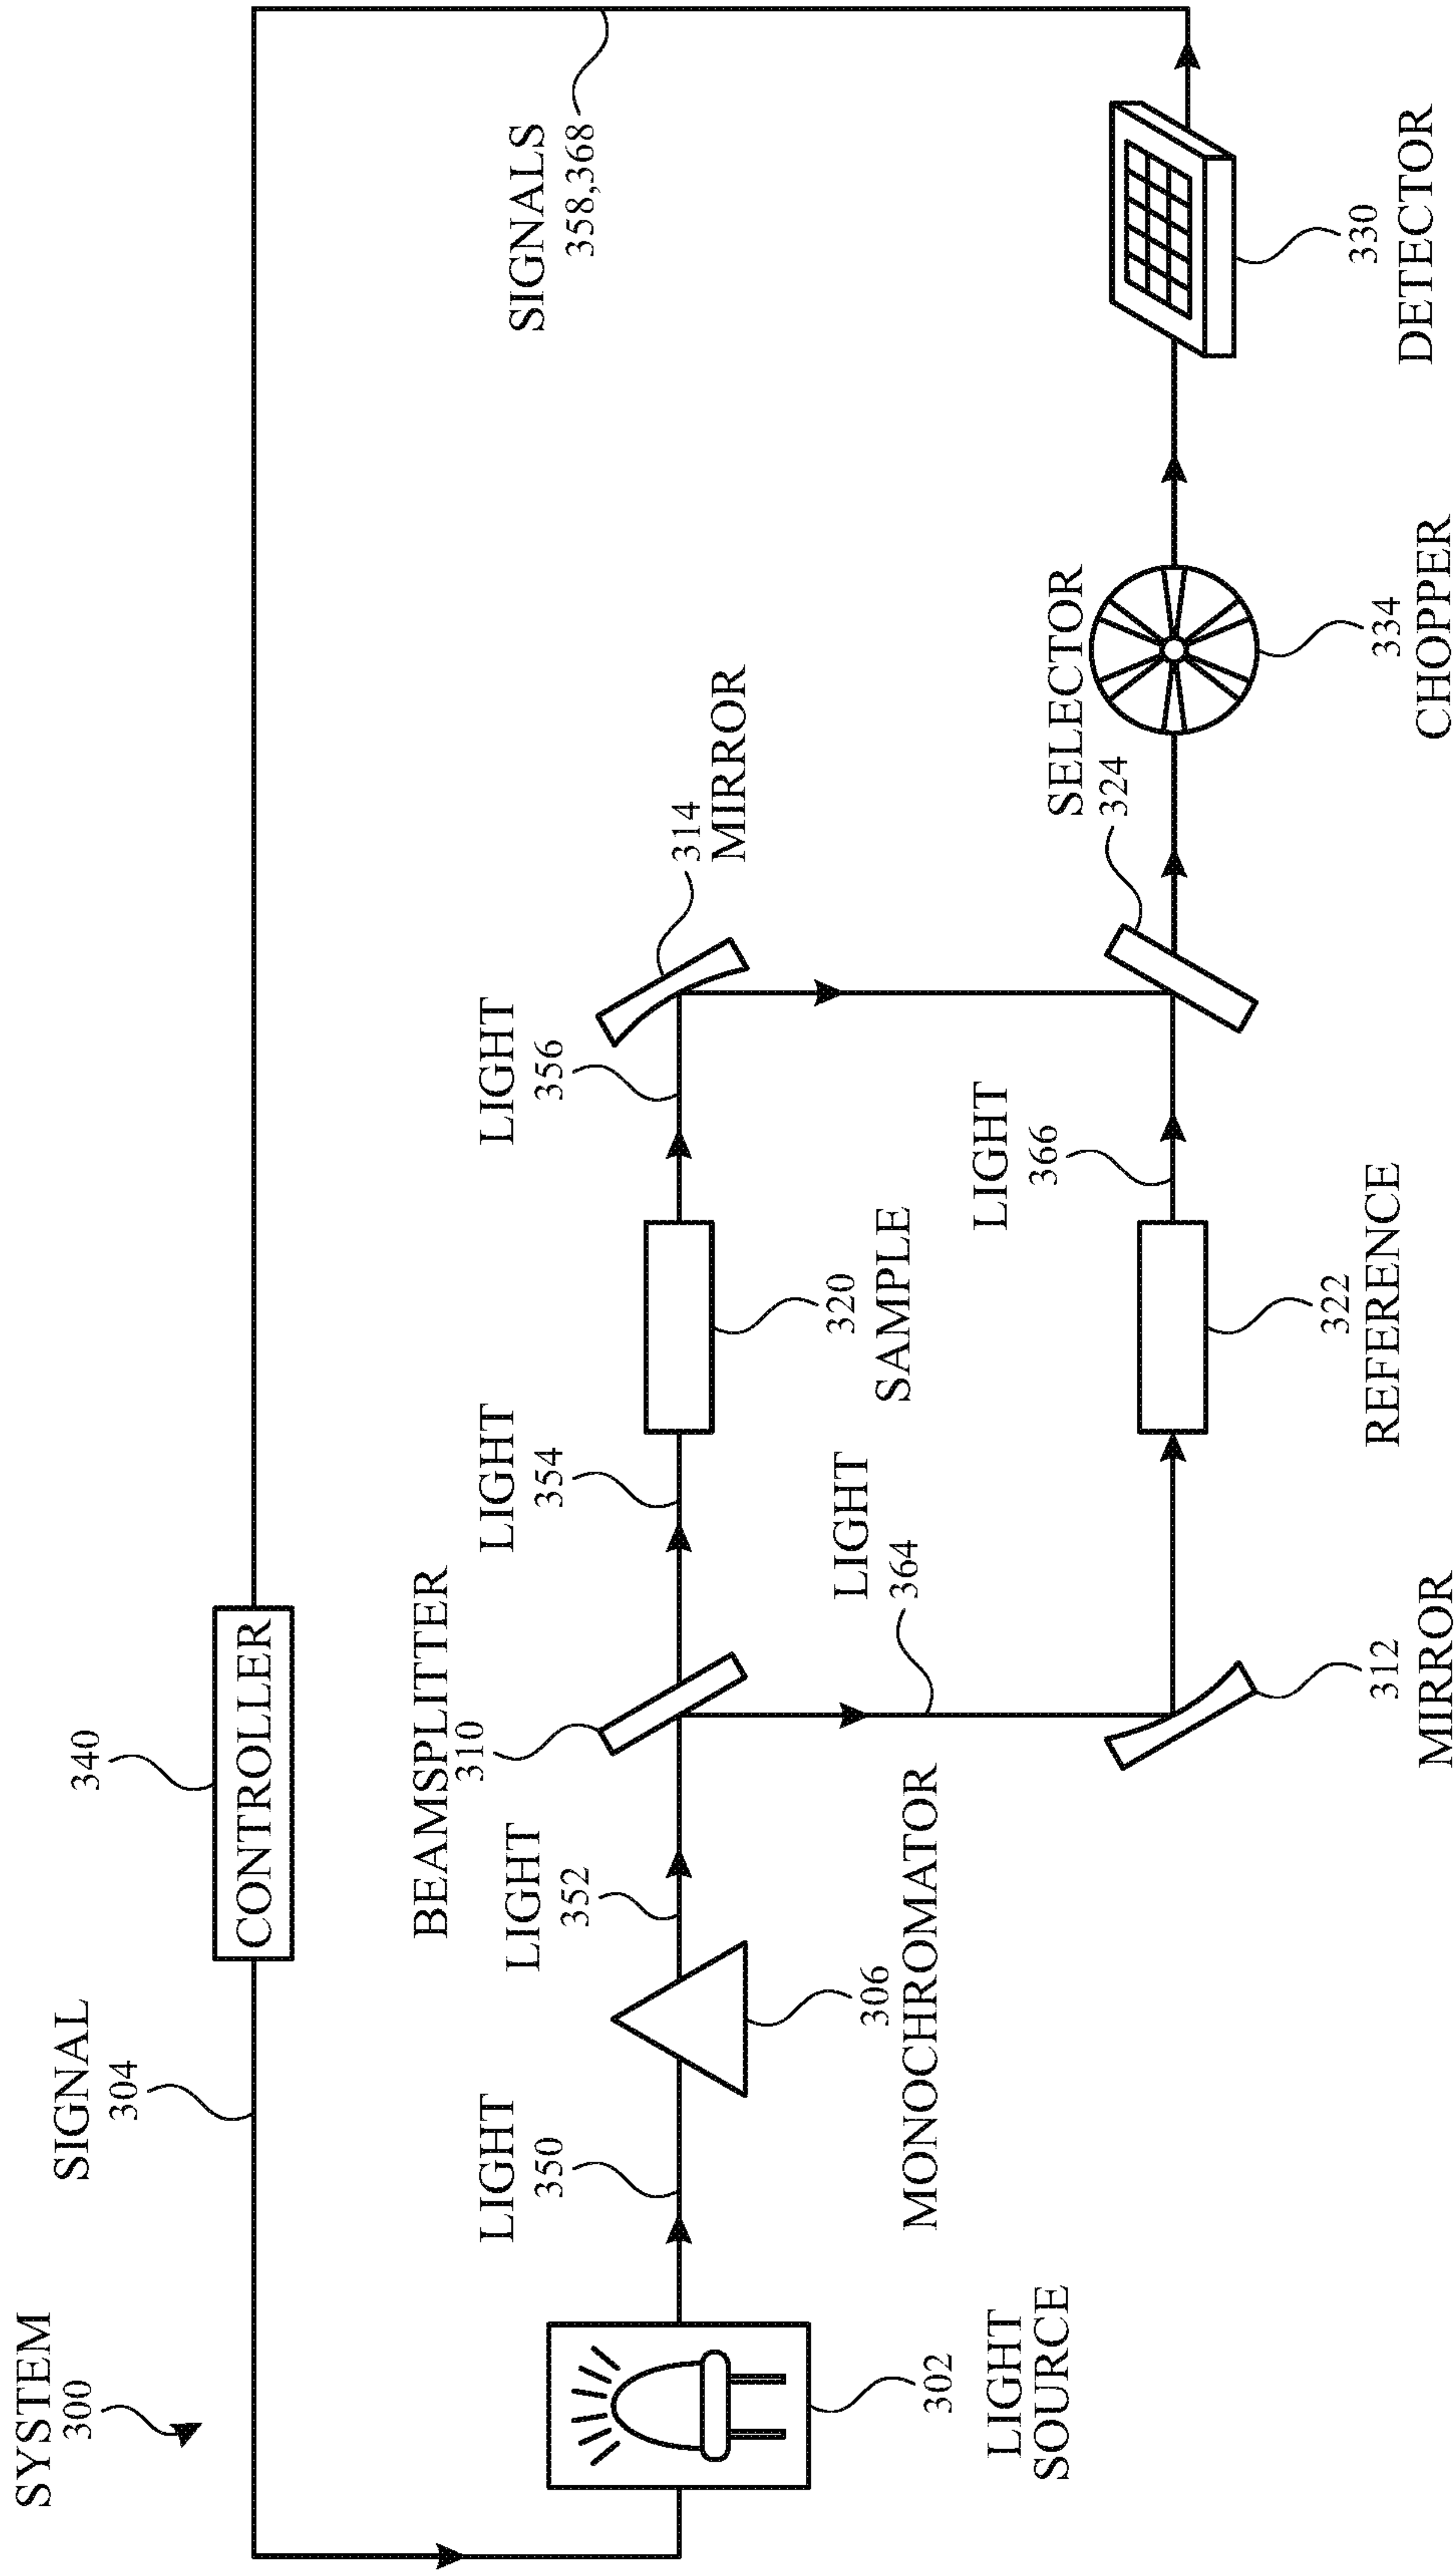 SYSTEM
300
SIGNAL
304
340
CONTROLLER
SIGNALS
358,368
LIGHT
350
LIGHT
352
BEAMSPLITTER
310
LIGHT
354
LIGHT
356
314
MIRROR
302
LIGHT
SOURCE
306
MONOCHROMATOR
LIGHT
364
320
SAMPLE
LIGHT
366
SELECTOR
324
312
MIRROR
322
REFERENCE
334
CHOPPER
330
DETECTOR